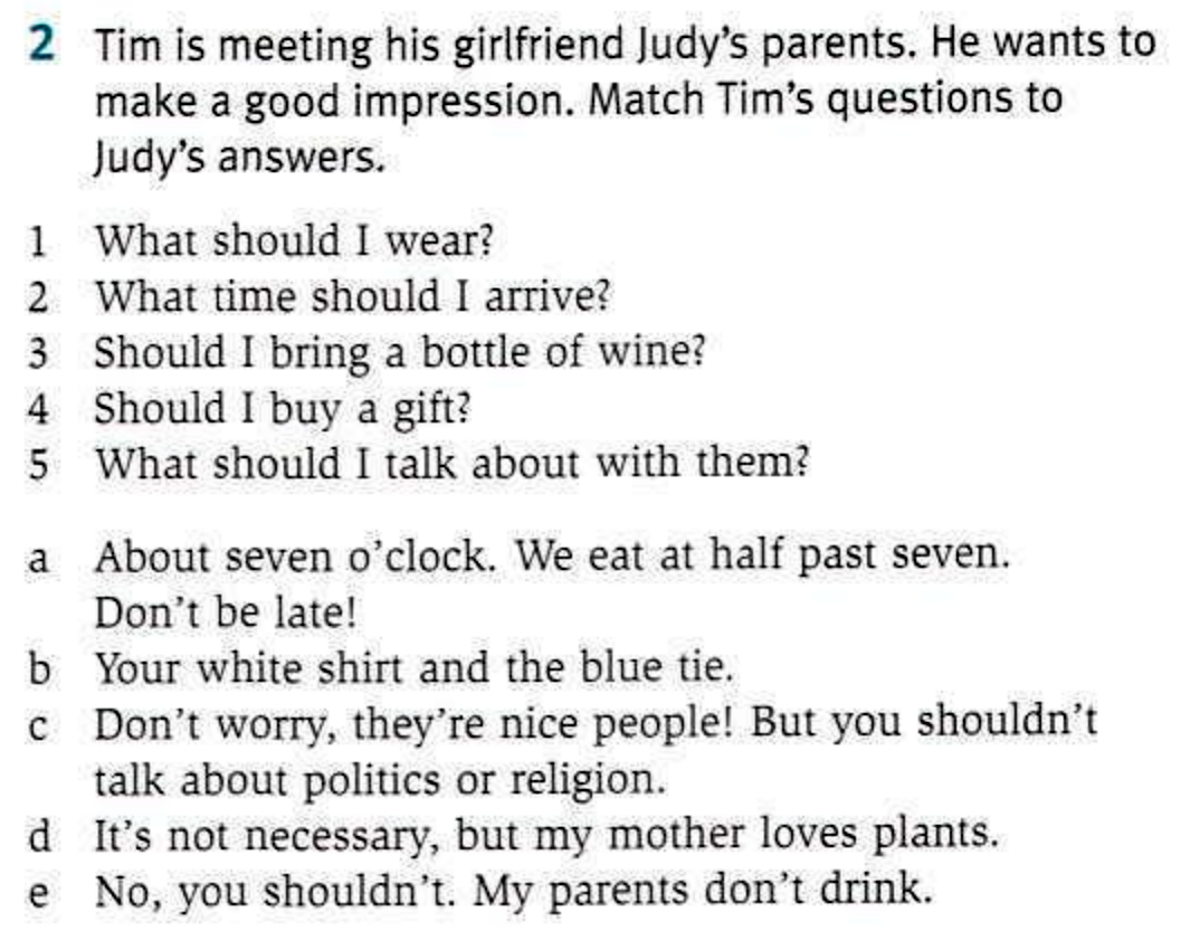 2 Tim is meeting his girlfriend Judy's parents. He wants to
make a good impression. Match Tim's questions to
Judy's answers.
1 What should I wear?
2 What time should I arrive?
3 Should I bring a bottle of wine?
4 Should I buy a gift?
5 What should I talk about with them?
a About seven o'clock. We eat at half past seven.
Don't be late!
b Your white shirt and the blue tie.
c Don't worry, they're nice people! But you shouldn't
talk about politics or religion.
d It's not necessary, but my mother loves plants.
e No, you shouldn't. My parents don't drink.